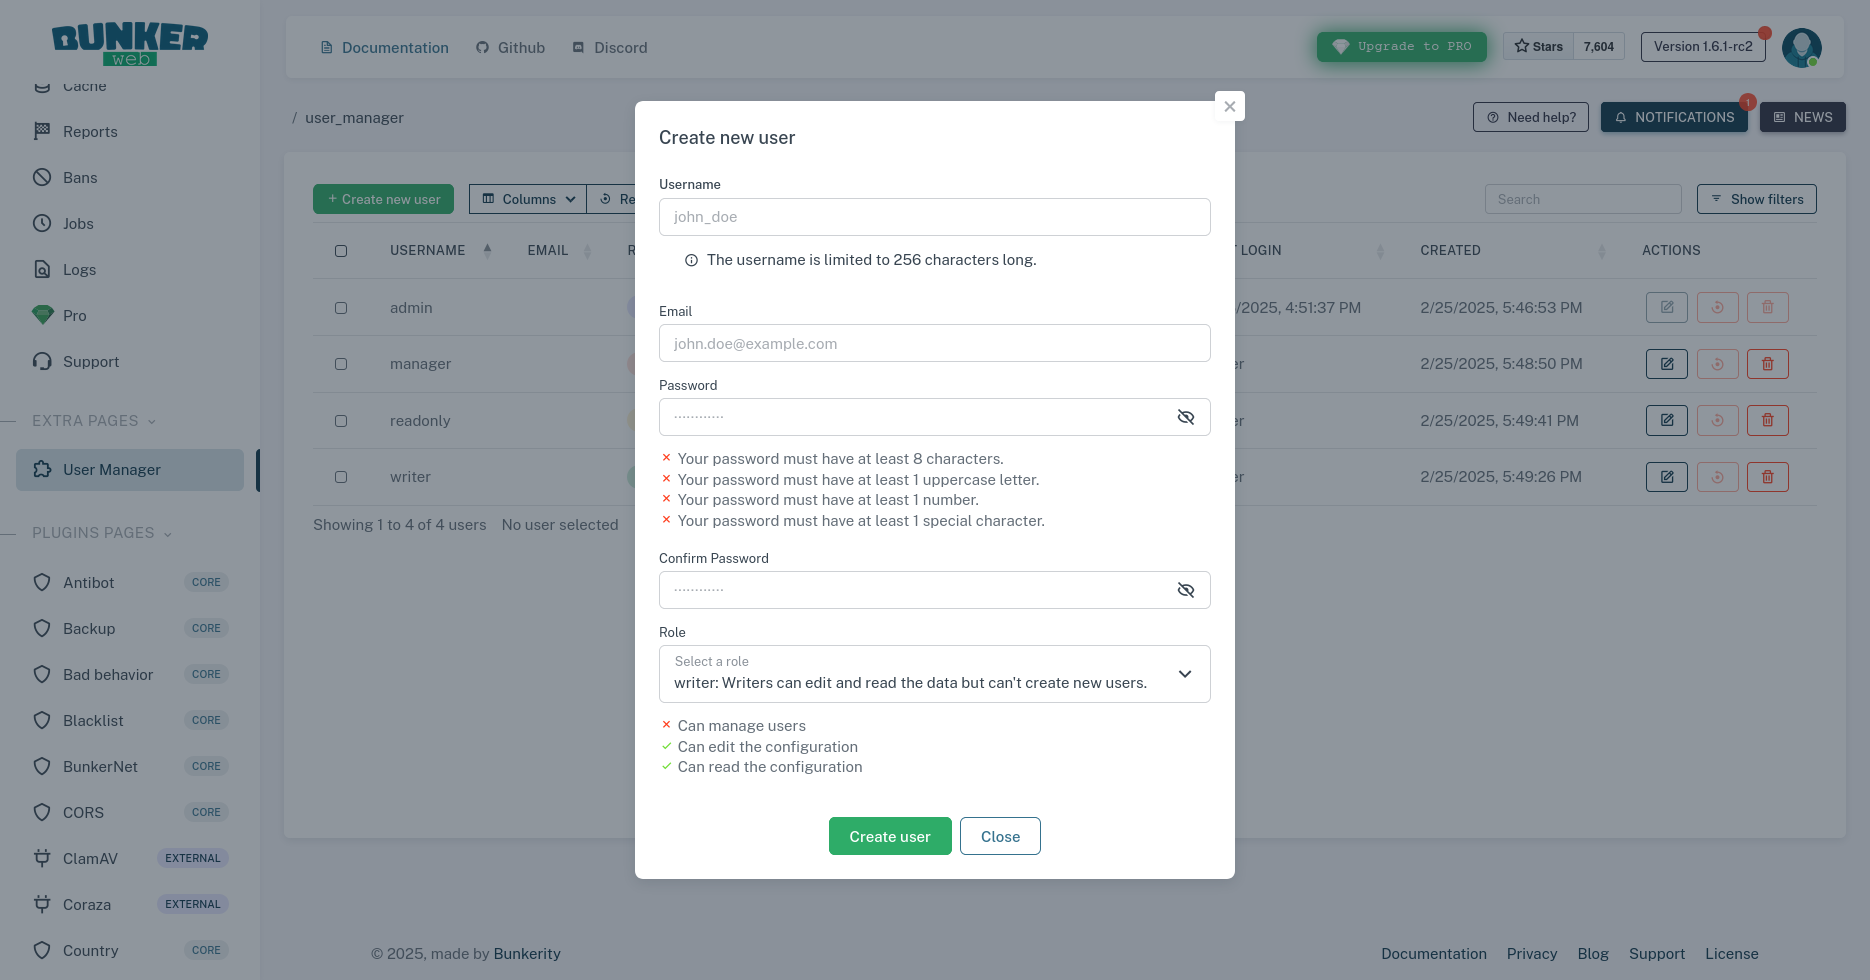 BUNKER
web
Cache
Reports
Bans
Jobs
Logs
Pro
Support
EXTRA PAGES
User Manager
PLUGINS PAGES
Antibot CORE
Backup CORE
Bad behavior CORE
Blacklist CORE
BunkerNet CORE
CORS CORE
ClamAV EXTERNAL
Coraza EXTERNAL
Country CORE
Documentation Github Discord Upgrade to PRO Stars 7,604 Version 1.6.1-rc2
/ user_manager Need help? NOTIFICATIONS 1 NEWS
+ Create new user Columns Re Search Show filters
USERNAME EMAIL R LOGIN CREATED ACTIONS
admin /2025, 4:51:37 PM 2/25/2025, 5:46:53 PM
manager er 2/25/2025, 5:48:50 PM
readonly er 2/25/2025, 5:49:41 PM
writer er 2/25/2025, 5:49:26 PM
Showing 1 to 4 of 4 users No user selected
Create new user
Username
john_doe
The username is limited to 256 characters long.
Email
john.doe@example.com
Password
············
Your password must have at least 8 characters.
Your password must have at least 1 uppercase letter.
Your password must have at least 1 number.
Your password must have at least 1 special character.
Confirm Password
············
Role
Select a role
writer: Writers can edit and read the data but can't create new users.
Can manage users
Can edit the configuration
Can read the configuration
Create user Close
© 2025, made by Bunkerity Documentation Privacy Blog Support License